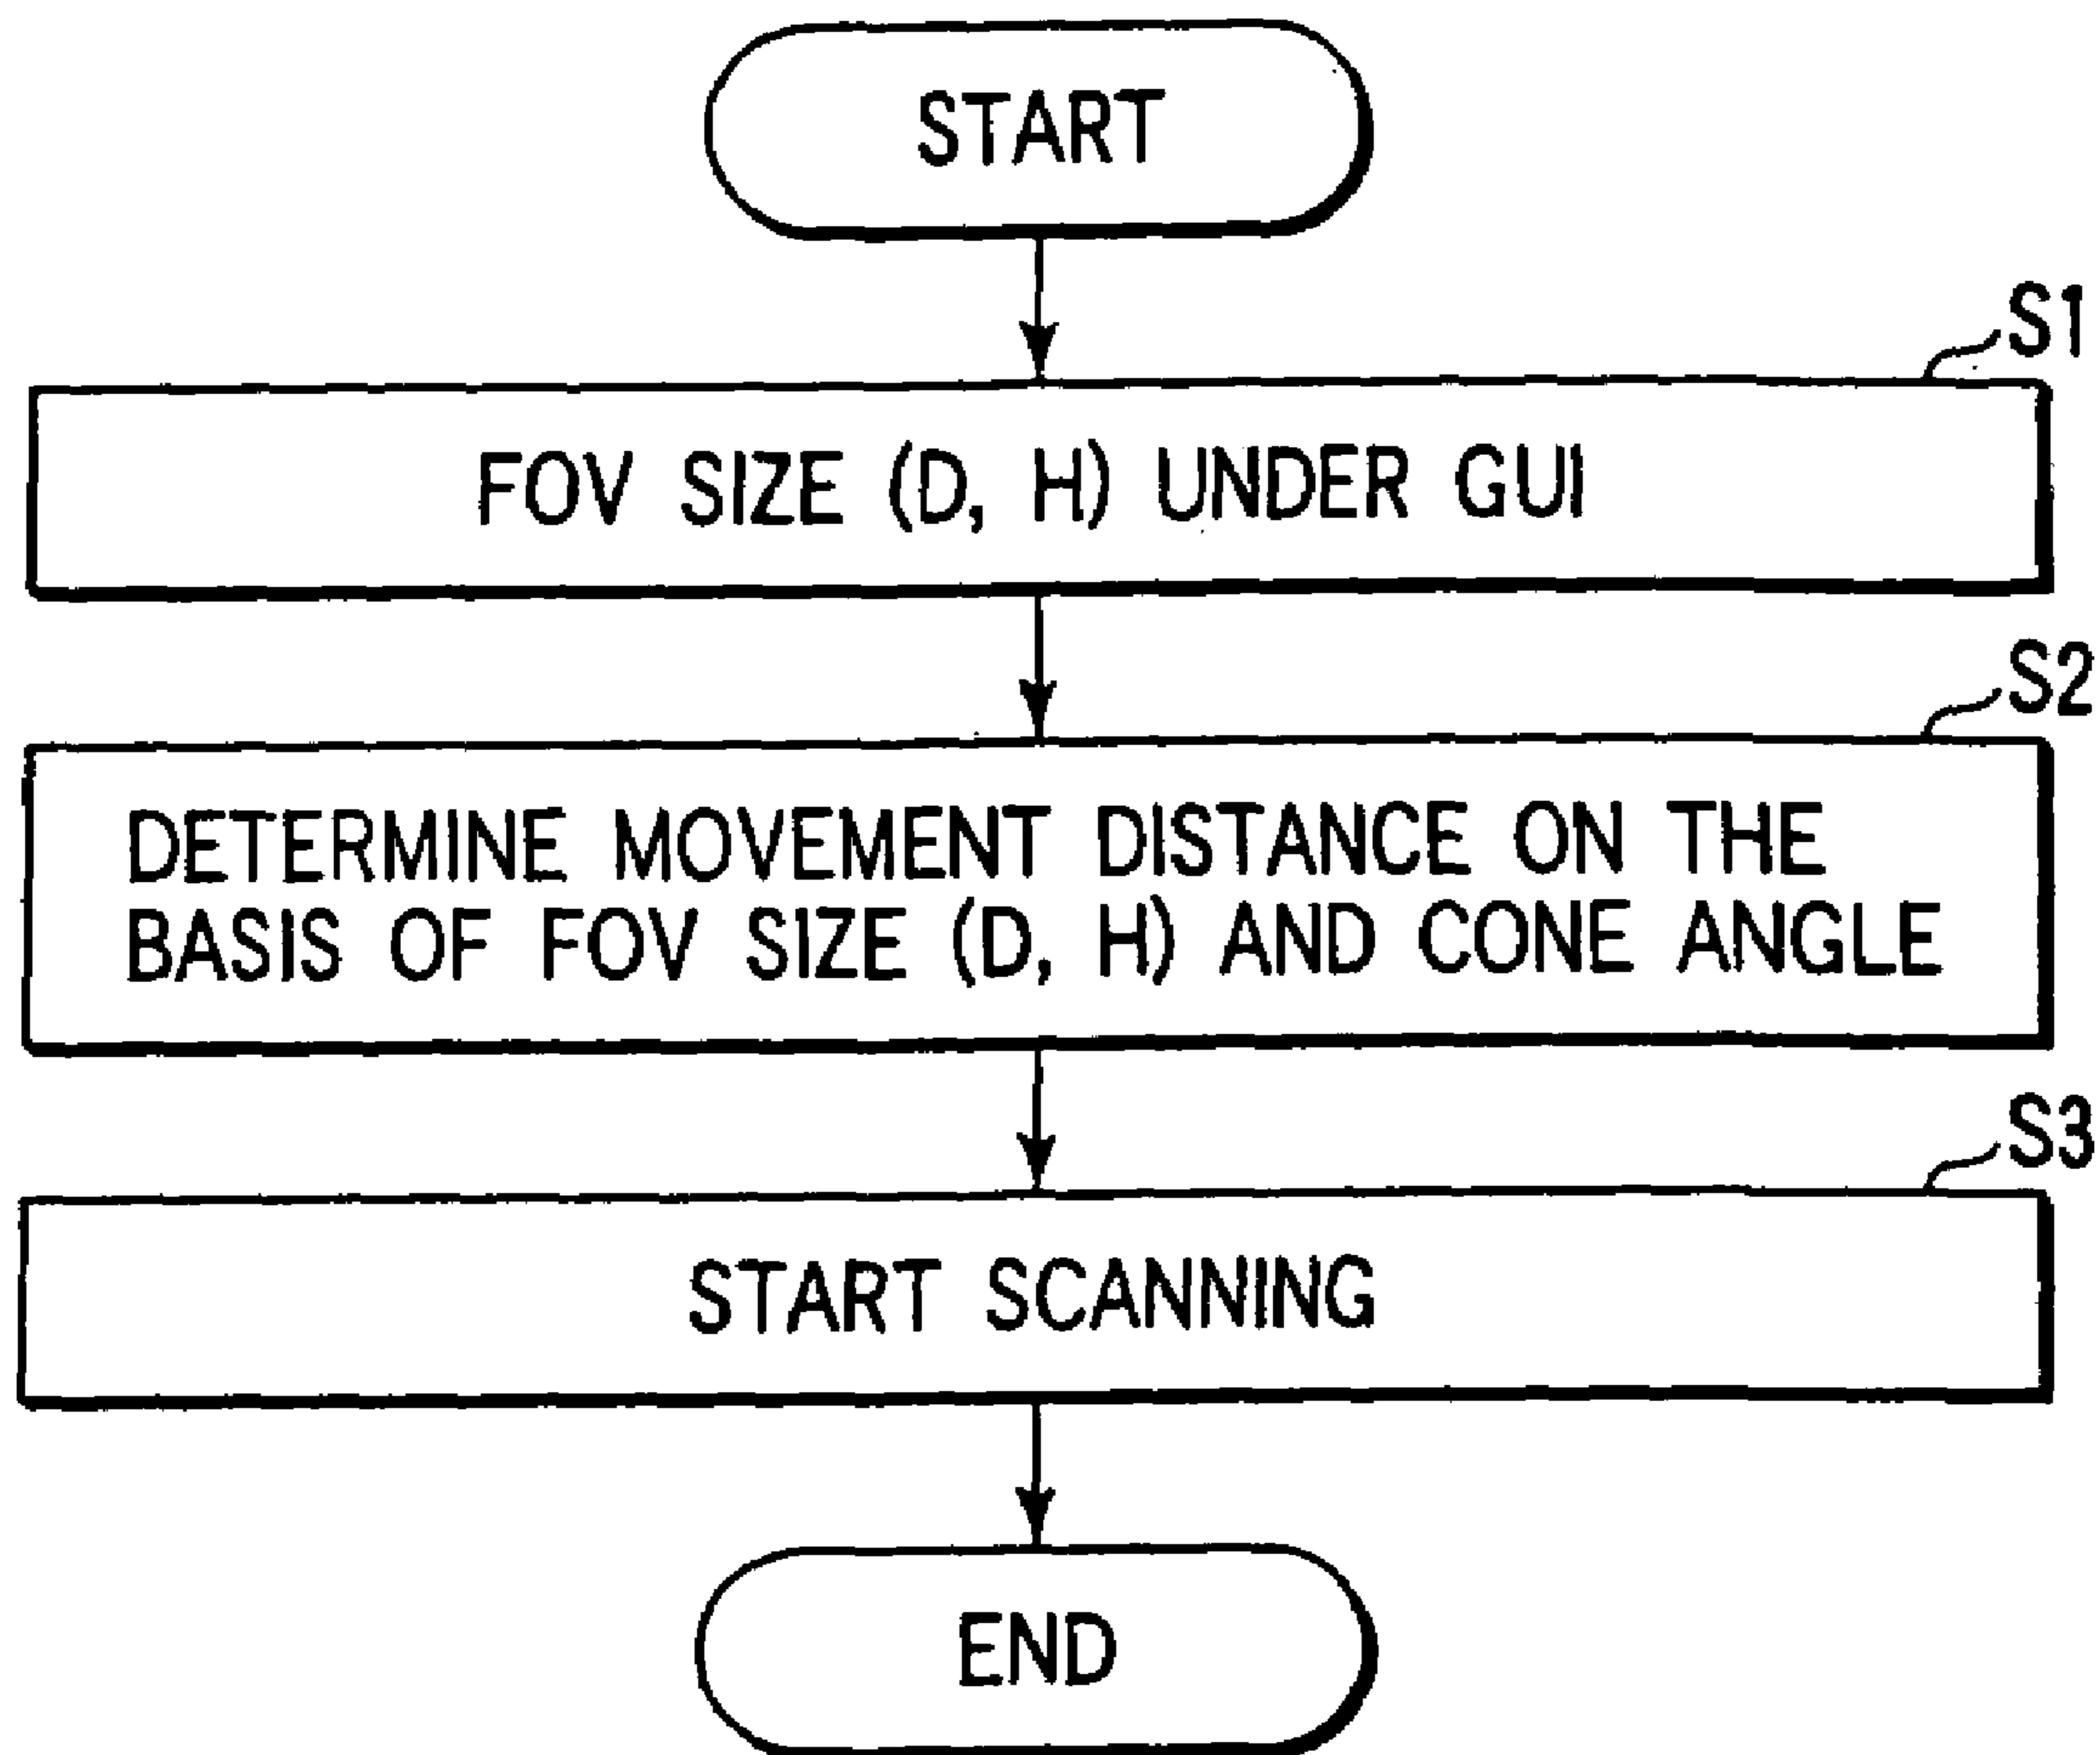 START
S1
FOV SIZE (D, H) UNDER GUI
S2
DETERMINE MOVEMENT DISTANCE ON THE
BASIS OF FOV SIZE (D, H) AND CONE ANGLE
S3
START SCANNING
END